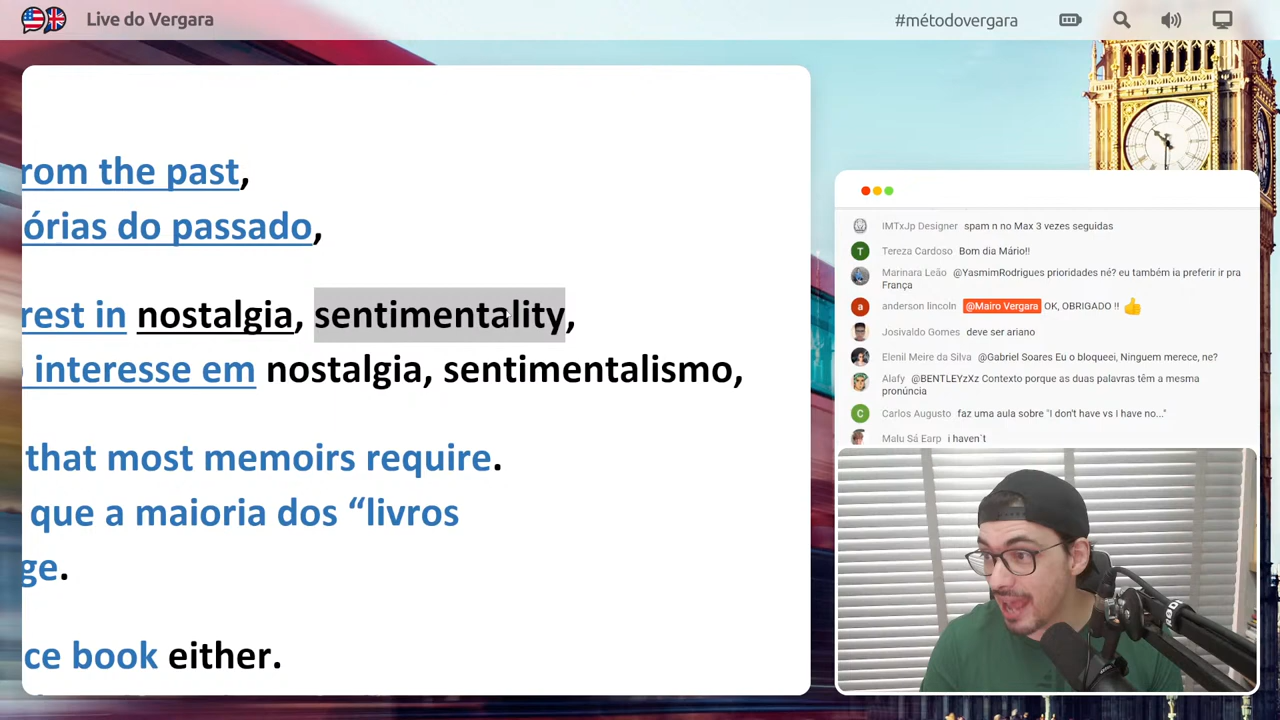 Live do Vergara
#métodovergara
rom the past,
órias do passado,
rest in nostalgia, sentimentality,
interesse em nostalgia, sentimentalismo,
that most memoirs require.
que a maioria dos “livros
ge.
ce book either.
IMTxJp Designer spam n no Max 3 vezes seguidas
T Tereza Cardoso Bom dia Mário!!
Marinara Leão @YasmimRodrigues prioridades né? eu também ia preferir ir pra
França
a anderson lincoln @Mairo Vergara OK, OBRIGADO !! 👍
Josivaldo Gomes deve ser ariano
Elenil Meire da Silva @Gabriel Soares Eu o bloqueei, Ninguem merece, ne?
Alafy @BENTLEYzXz Contexto porque as duas palavras têm a mesma
pronúncia
C Carlos Augusto faz uma aula sobre "I don't have vs i have no..."
Malu Sá Earp i haven`t
RØDE